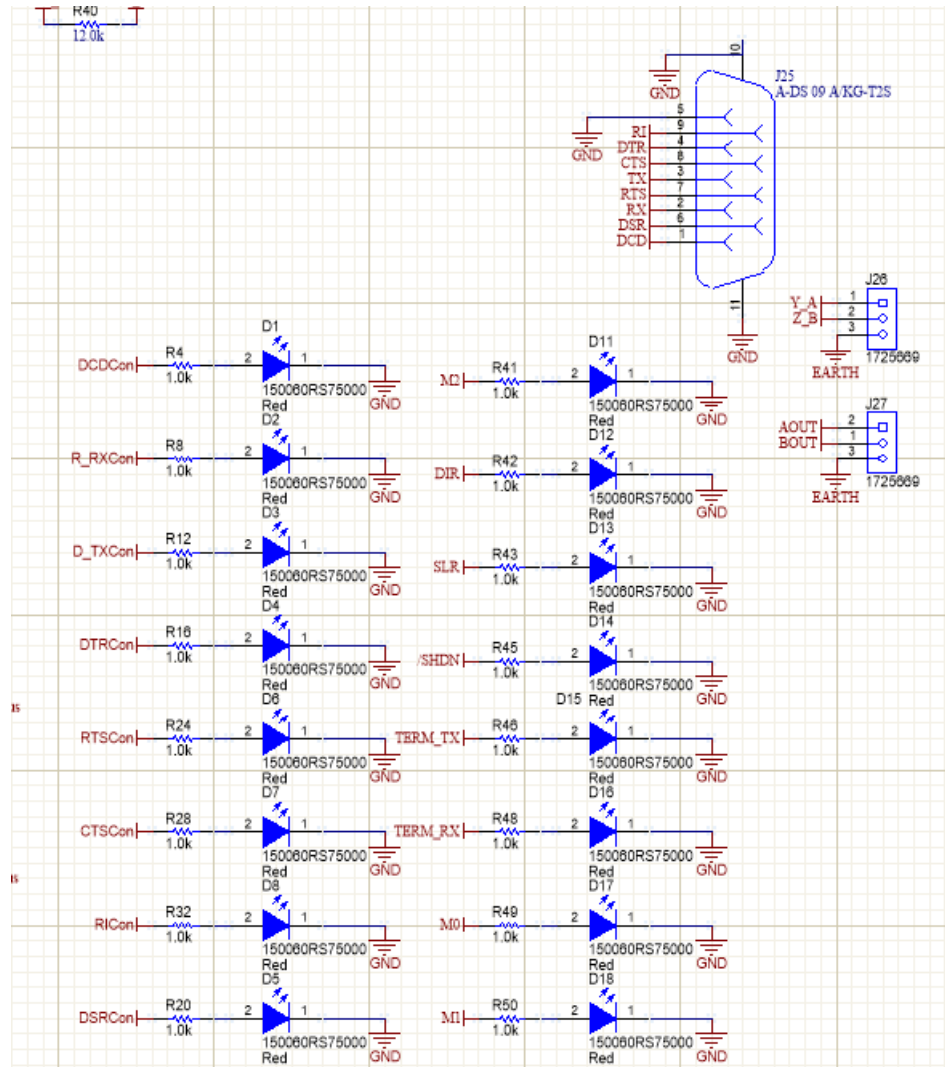 R40
12.0k
10
J25
A-DS 09 A/KG-T2S
GND
5
GND
RI 9
DTR 4
CTS 8
TX 3
RTS 7
RX 2
DSR 6
DCD 1
11
GND
J26
Y_A 1
Z_B 2
3
EARTH
1725669
J27
AOUT 2
BOUT 1
3
EARTH
1725669
D1
DCDCon R4 2 1
1.0k
150060RS75000
GND
Red
D2
R_RXCon R8 2 1
1.0k
150060RS75000
GND
Red
D3
D_TXCon R12 2 1
1.0k
150060RS75000
GND
Red
D4
DTRCon R16 2 1
1.0k
150060RS75000
GND
Red
D6
RTSCon R24 2 1
1.0k
150060RS75000
GND
Red
D7
CTSCon R28 2 1
1.0k
150060RS75000
GND
Red
D8
RICon R32 2 1
1.0k
150060RS75000
GND
Red
D5
DSRCon R20 2 1
1.0k
150060RS75000
GND
Red
D11
M2 R41 2 1
1.0k
150060RS75000
GND
Red
D12
DIR R42 2 1
1.0k
150060RS75000
GND
Red
D13
SLR R43 2 1
1.0k
150060RS75000
GND
Red
D14
/SHDN R45 2 1
1.0k
150060RS75000
GND
Red
D15
TERM_TX R46 2 1
1.0k
150060RS75000
GND
Red
D16
TERM_RX R48 2 1
1.0k
150060RS75000
GND
Red
D17
M0 R49 2 1
1.0k
150060RS75000
GND
Red
D18
M1 R50 2 1
1.0k
150060RS75000
GND
Red